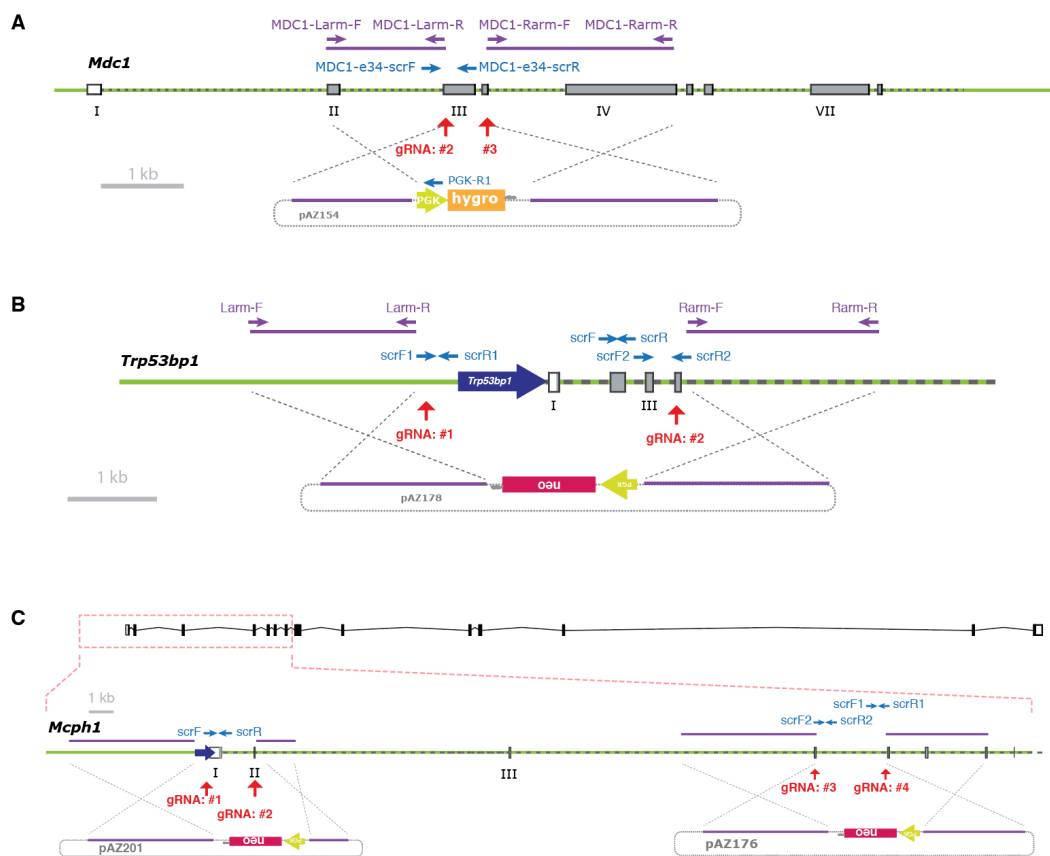 A
MDC1-Larm-F MDC1-Rarm-F
MDC1-Larm-R MDC1-Rarm-R
Mdc1
MDC1-e34-scrF MDC1-e34-scrR
I II III IV VII
gRNA: #2 #3
1 kb
PGK-R1
PGK hygro
pAZ154
B
Larm-F Larm-R Rarm-F Rarm-R
scrF scrR
Trp53bp1
scrF1 scrR1 scrF2 scrR2
Trp53bp1
I III
gRNA: #1 gRNA: #2
1 kb
neo PGK
pAZ178
C
1 kb
scrF1 scrR1
Mcph1
scrF scrR scrF2 scrR2
I II III
gRNA: #1 gRNA: #3 gRNA: #4
gRNA: #2
neo PGK neo PGK
pAZ201 pAZ176